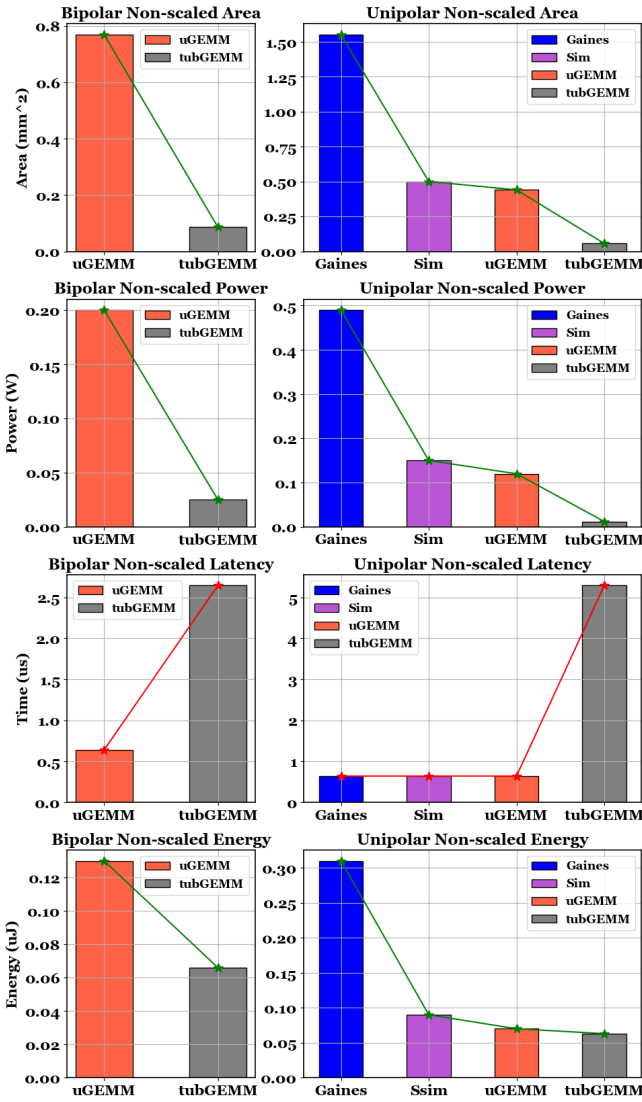 Bipolar Non-scaled Area
Area (mm^2)
0.8
0.6
0.4
0.2
0.0
uGEMM
tubGEMM
uGEMM
tubGEMM
Unipolar Non-scaled Area
1.50
1.25
1.00
0.75
0.50
0.25
0.00
Gaines
Sim
uGEMM
tubGEMM
Gaines
Sim
uGEMM
tubGEMM
Bipolar Non-scaled Power
Power (W)
0.20
0.15
0.10
0.05
0.00
uGEMM
tubGEMM
uGEMM
tubGEMM
Unipolar Non-scaled Power
0.5
0.4
0.3
0.2
0.1
0.0
Gaines
Sim
uGEMM
tubGEMM
Gaines
Sim
uGEMM
tubGEMM
Bipolar Non-scaled Latency
Time (us)
2.5
2.0
1.5
1.0
0.5
0.0
uGEMM
tubGEMM
uGEMM
tubGEMM
Unipolar Non-scaled Latency
5
4
3
2
1
0
Gaines
Sim
uGEMM
tubGEMM
Gaines
Sim
uGEMM
tubGEMM
Bipolar Non-scaled Energy
Energy (uJ)
0.12
0.10
0.08
0.06
0.04
0.02
0.00
uGEMM
tubGEMM
uGEMM
tubGEMM
Unipolar Non-scaled Energy
0.30
0.25
0.20
0.15
0.10
0.05
0.00
Gaines
Sim
uGEMM
tubGEMM
Gaines
Ssim
uGEMM
tubGEMM